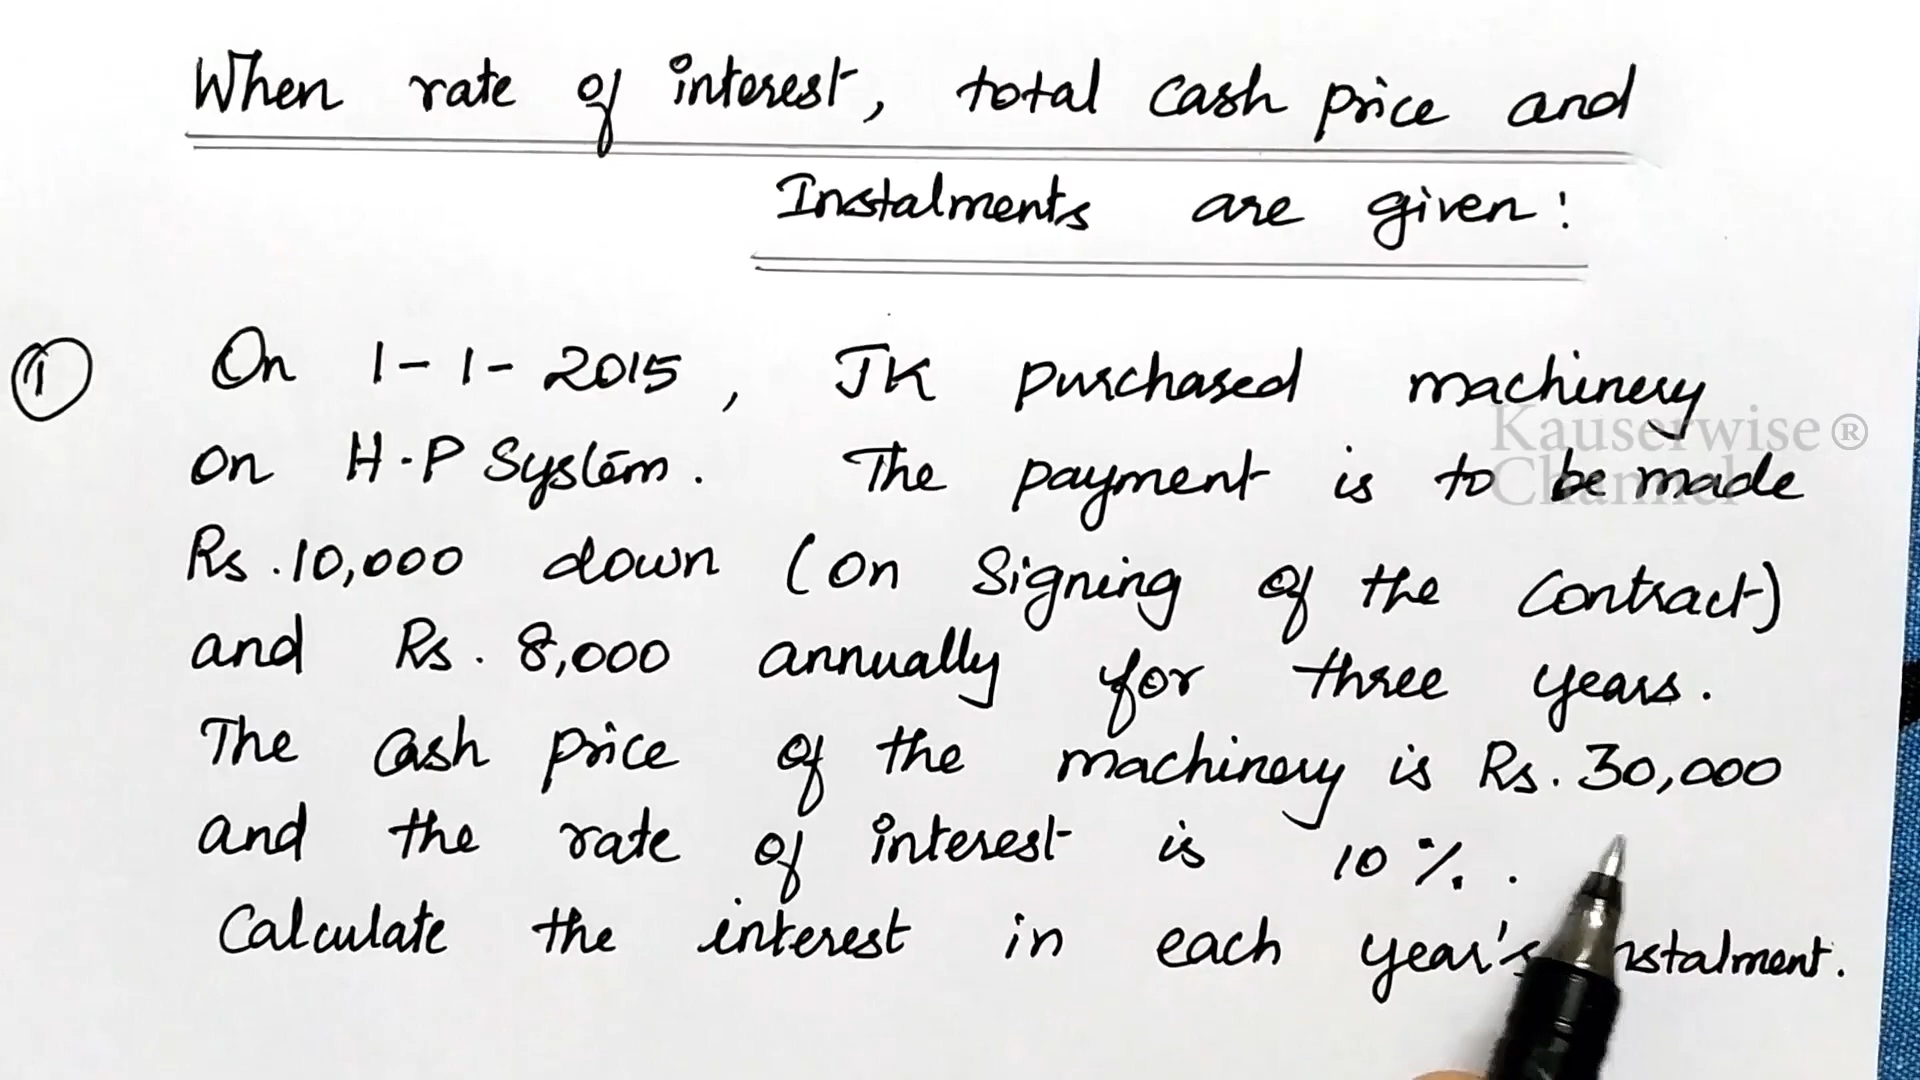 When rate of interest, total cash price and
Instalments are given:
① On 1-1-2015, JK purchased machinery
on H.P System. The payment is to be made
Rs.10,000 down (on signing of the contract)
and Rs. 8,000 annually for three years.
The cash price of the machinery is Rs. 30,000
and the rate of interest is 10%.
Calculate the interest in each year's
Kauserwise®
Channel